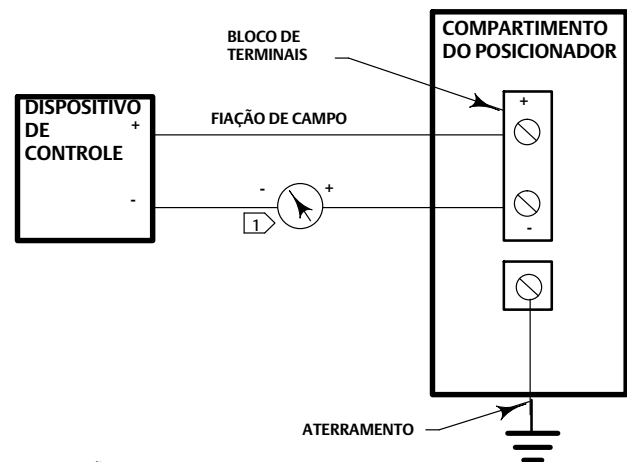 COMPARTIMENTO
DO POSICIONADOR
BLOCO DE
TERMINAIS
+
DISPOSITIVO
DE
CONTROLE
+
-
FIAÇÃO DE CAMPO
-
+
1
-
ATERRAMENTO